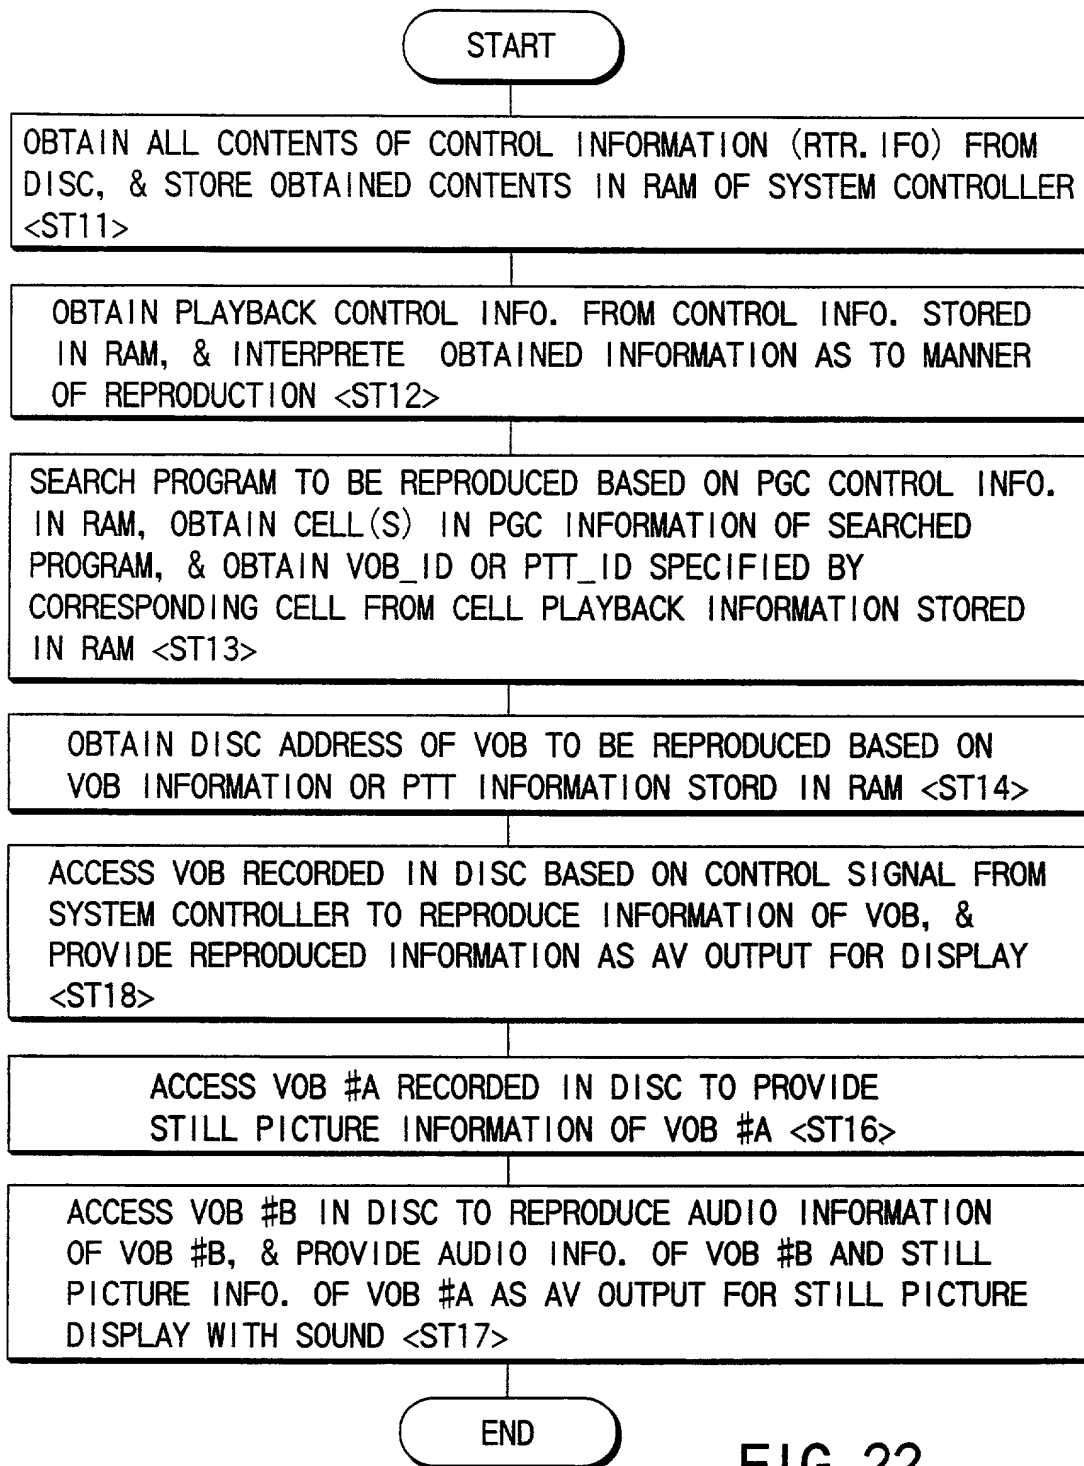 START
OBTAIN ALL CONTENTS OF CONTROL INFORMATION (RTR.IFO) FROM
DISC, & STORE OBTAINED CONTENTS IN RAM OF SYSTEM CONTROLLER
<ST11>
OBTAIN PLAYBACK CONTROL INFO. FROM CONTROL INFO. STORED
IN RAM, & INTERPRETE OBTAINED INFORMATION AS TO MANNER
OF REPRODUCTION <ST12>
SEARCH PROGRAM TO BE REPRODUCED BASED ON PGC CONTROL INFO.
IN RAM, OBTAIN CELL(S) IN PGC INFORMATION OF SEARCHED
PROGRAM, & OBTAIN VOB_ID OR PTT_ID SPECIFIED BY
CORRESPONDING CELL FROM CELL PLAYBACK INFORMATION STORED
IN RAM <ST13>
OBTAIN DISC ADDRESS OF VOB TO BE REPRODUCED BASED ON
VOB INFORMATION OR PTT INFORMATION STORD IN RAM <ST14>
ACCESS VOB RECORDED IN DISC BASED ON CONTROL SIGNAL FROM
SYSTEM CONTROLLER TO REPRODUCE INFORMATION OF VOB, &
PROVIDE REPRODUCED INFORMATION AS AV OUTPUT FOR DISPLAY
<ST18>
ACCESS VOB #A RECORDED IN DISC TO PROVIDE
STILL PICTURE INFORMATION OF VOB #A <ST16>
ACCESS VOB #B IN DISC TO REPRODUCE AUDIO INFORMATION
OF VOB #B, & PROVIDE AUDIO INFO. OF VOB #B AND STILL
PICTURE INFO. OF VOB #A AS AV OUTPUT FOR STILL PICTURE
DISPLAY WITH SOUND <ST17>
END
FIG. 22